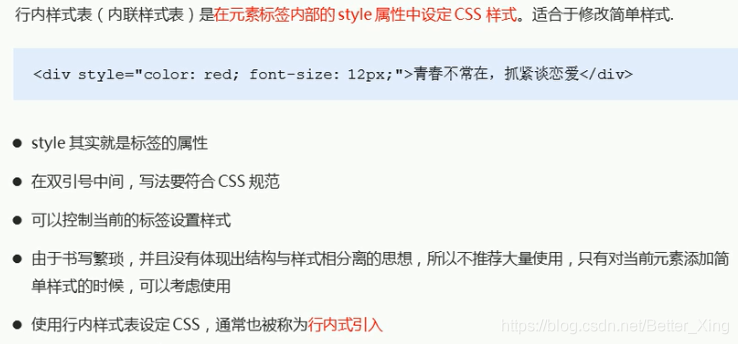 行内样式表（内联样式表）是在元素标签内部的 style 属性中设定 CSS 样式。适合于修改简单样式.
<div style="color: red; font-size: 12px;">青春不常在，抓紧谈恋爱</div>
● style 其实就是标签的属性
● 在双引号中间，写法要符合 CSS 规范
● 可以控制当前的标签设置样式
● 由于书写繁琐，并且没有体现出结构与样式相分离的思想，所以不推荐大量使用，只有对当前元素添加简
单样式的时候，可以考虑使用
● 使用行内样式表设定 CSS，通常也被称为行内式引入
https://blog.csdn.net/Better_Xing